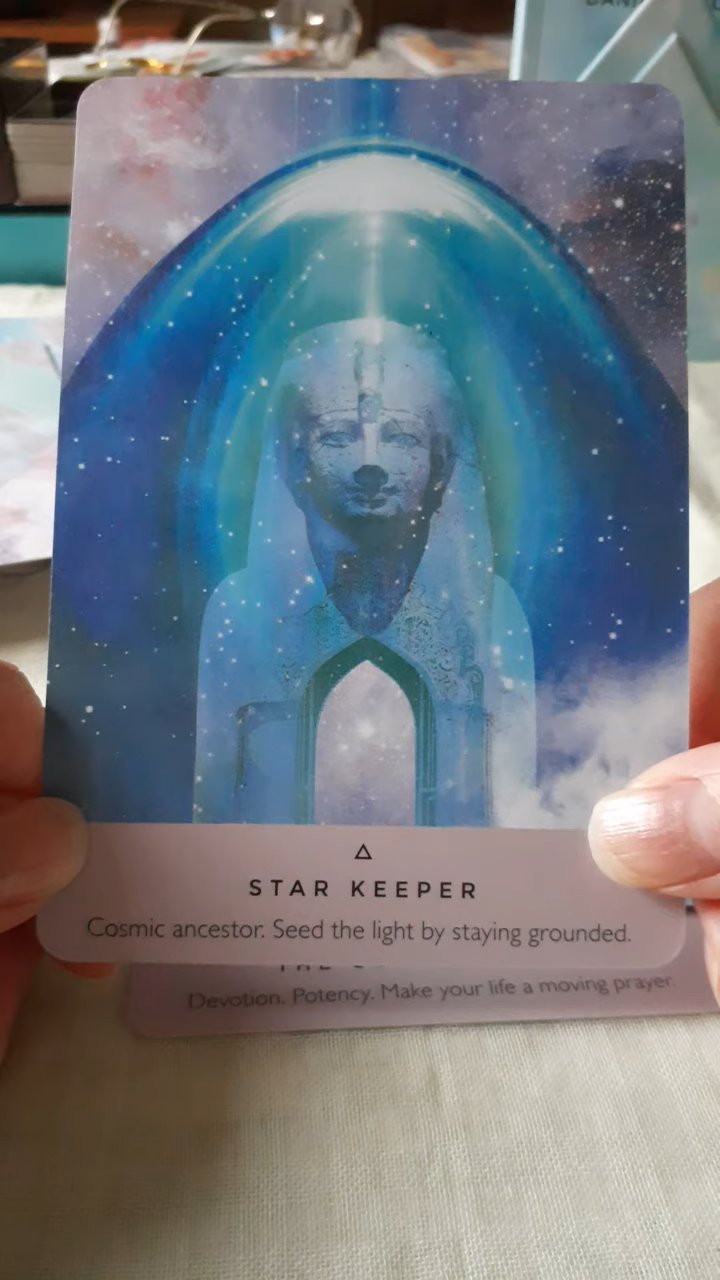 STAR KEEPER
Cosmic ancestor. Seed the light by staying grounded.
Devotion. Potency. Make your life a moving prayer.